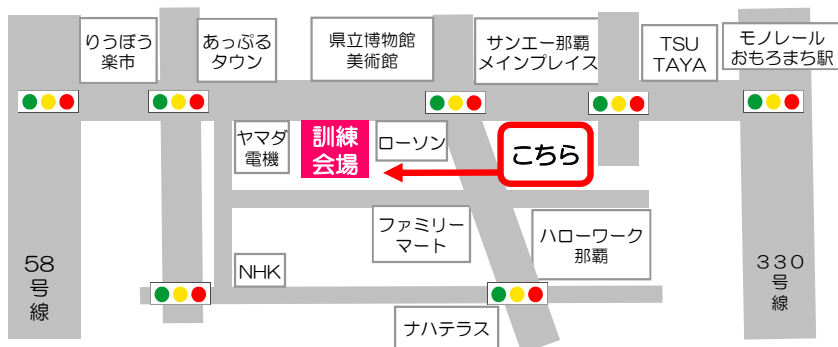 りうぼう
楽市
あっぷる
タウン
県立博物館
美術館
サンエー那覇
メインプレイス
TSU
TAYA
モノレール
おもろまち駅
ヤマダ
電機
訓練
会場
ローソン
こちら
ファミリー
マート
ハローワーク
那覇
58
号
線
NHK
330
号
線
ナハテラス